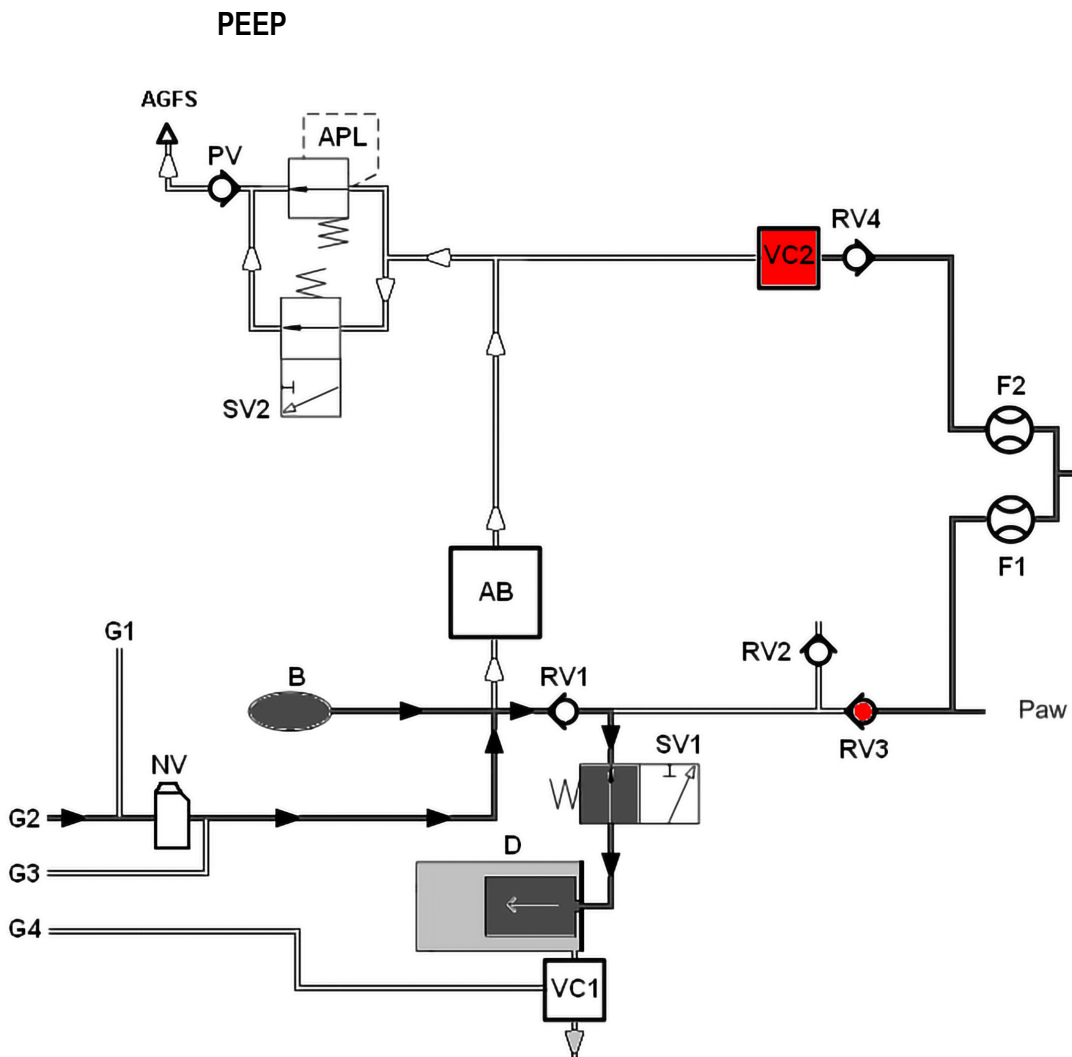 PEEP
AGFS
PV
APL
VC2
RV4
SV2
F2
F1
AB
G1
B
RV1
RV2
RV3
Paw
NV
SV1
G2
D
G3
G4
VC1